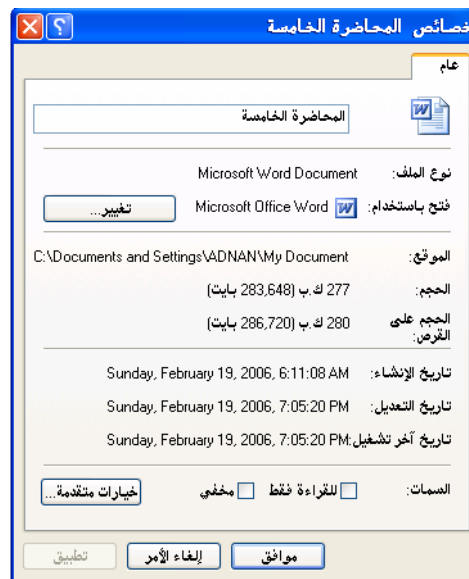 خصائص المحاضرة الخامسة
عام
المحاضرة الخامسة
نوع الملف: Microsoft Word Document
فتح باستخدام: Microsoft Office Word تغيير...
الموقع: C:\Documents and Settings\ADNAN\My Document
الحجم: 277 ك.ب (283,648 بايت)
الحجم على القرص: 280 ك.ب (286,720 بايت)
تاريخ الإنشاء: Sunday, February 19, 2006, 6:11:08 AM
تاريخ التعديل: Sunday, February 19, 2006, 7:05:20 PM
تاريخ آخر تشغيل: Sunday, February 19, 2006, 7:05:20 PM
السمات: للقراءة فقط مخفي خيارات متقدمة...
موافق إلغاء الأمر تطبيق